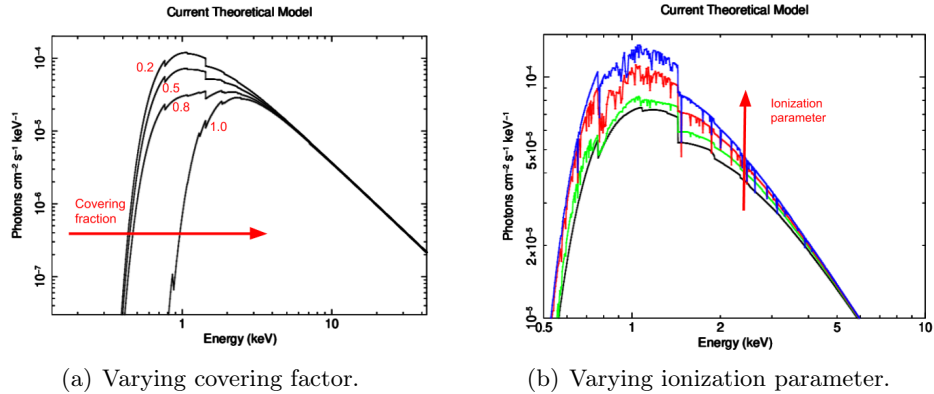 Current Theoretical Model
Photons cm⁻² s⁻¹ keV⁻¹
10⁻⁴
10⁻⁵
10⁻⁶
10⁻⁷
0.2
0.5
0.8
1.0
Covering
fraction
1
10
Energy (keV)
(a) Varying covering factor.
Current Theoretical Model
Photons cm⁻² s⁻¹ keV⁻¹
10⁻⁴
5×10⁻⁵
2×10⁻⁵
10⁻⁵
Ionization
parameter
0.5
1
2
5
10
Energy (keV)
(b) Varying ionization parameter.